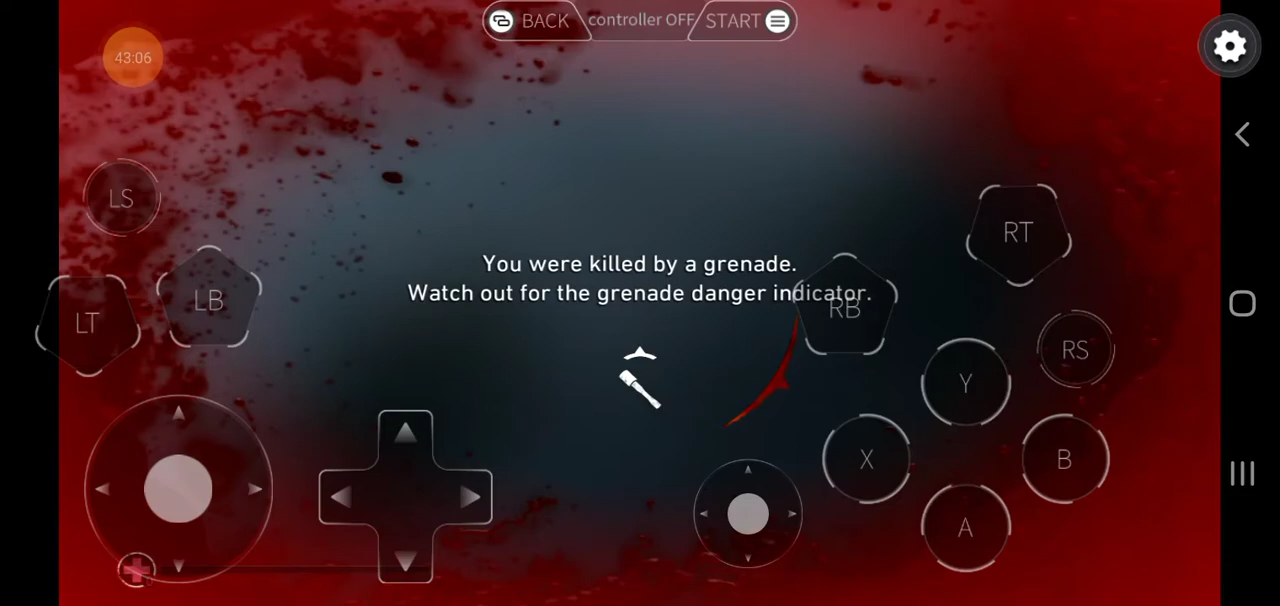 BACK controller OFF START
43:06
LS
RT
You were killed by a grenade.
Watch out for the grenade danger indicator.
LB
RB
LT
RS
Y
X
B
A